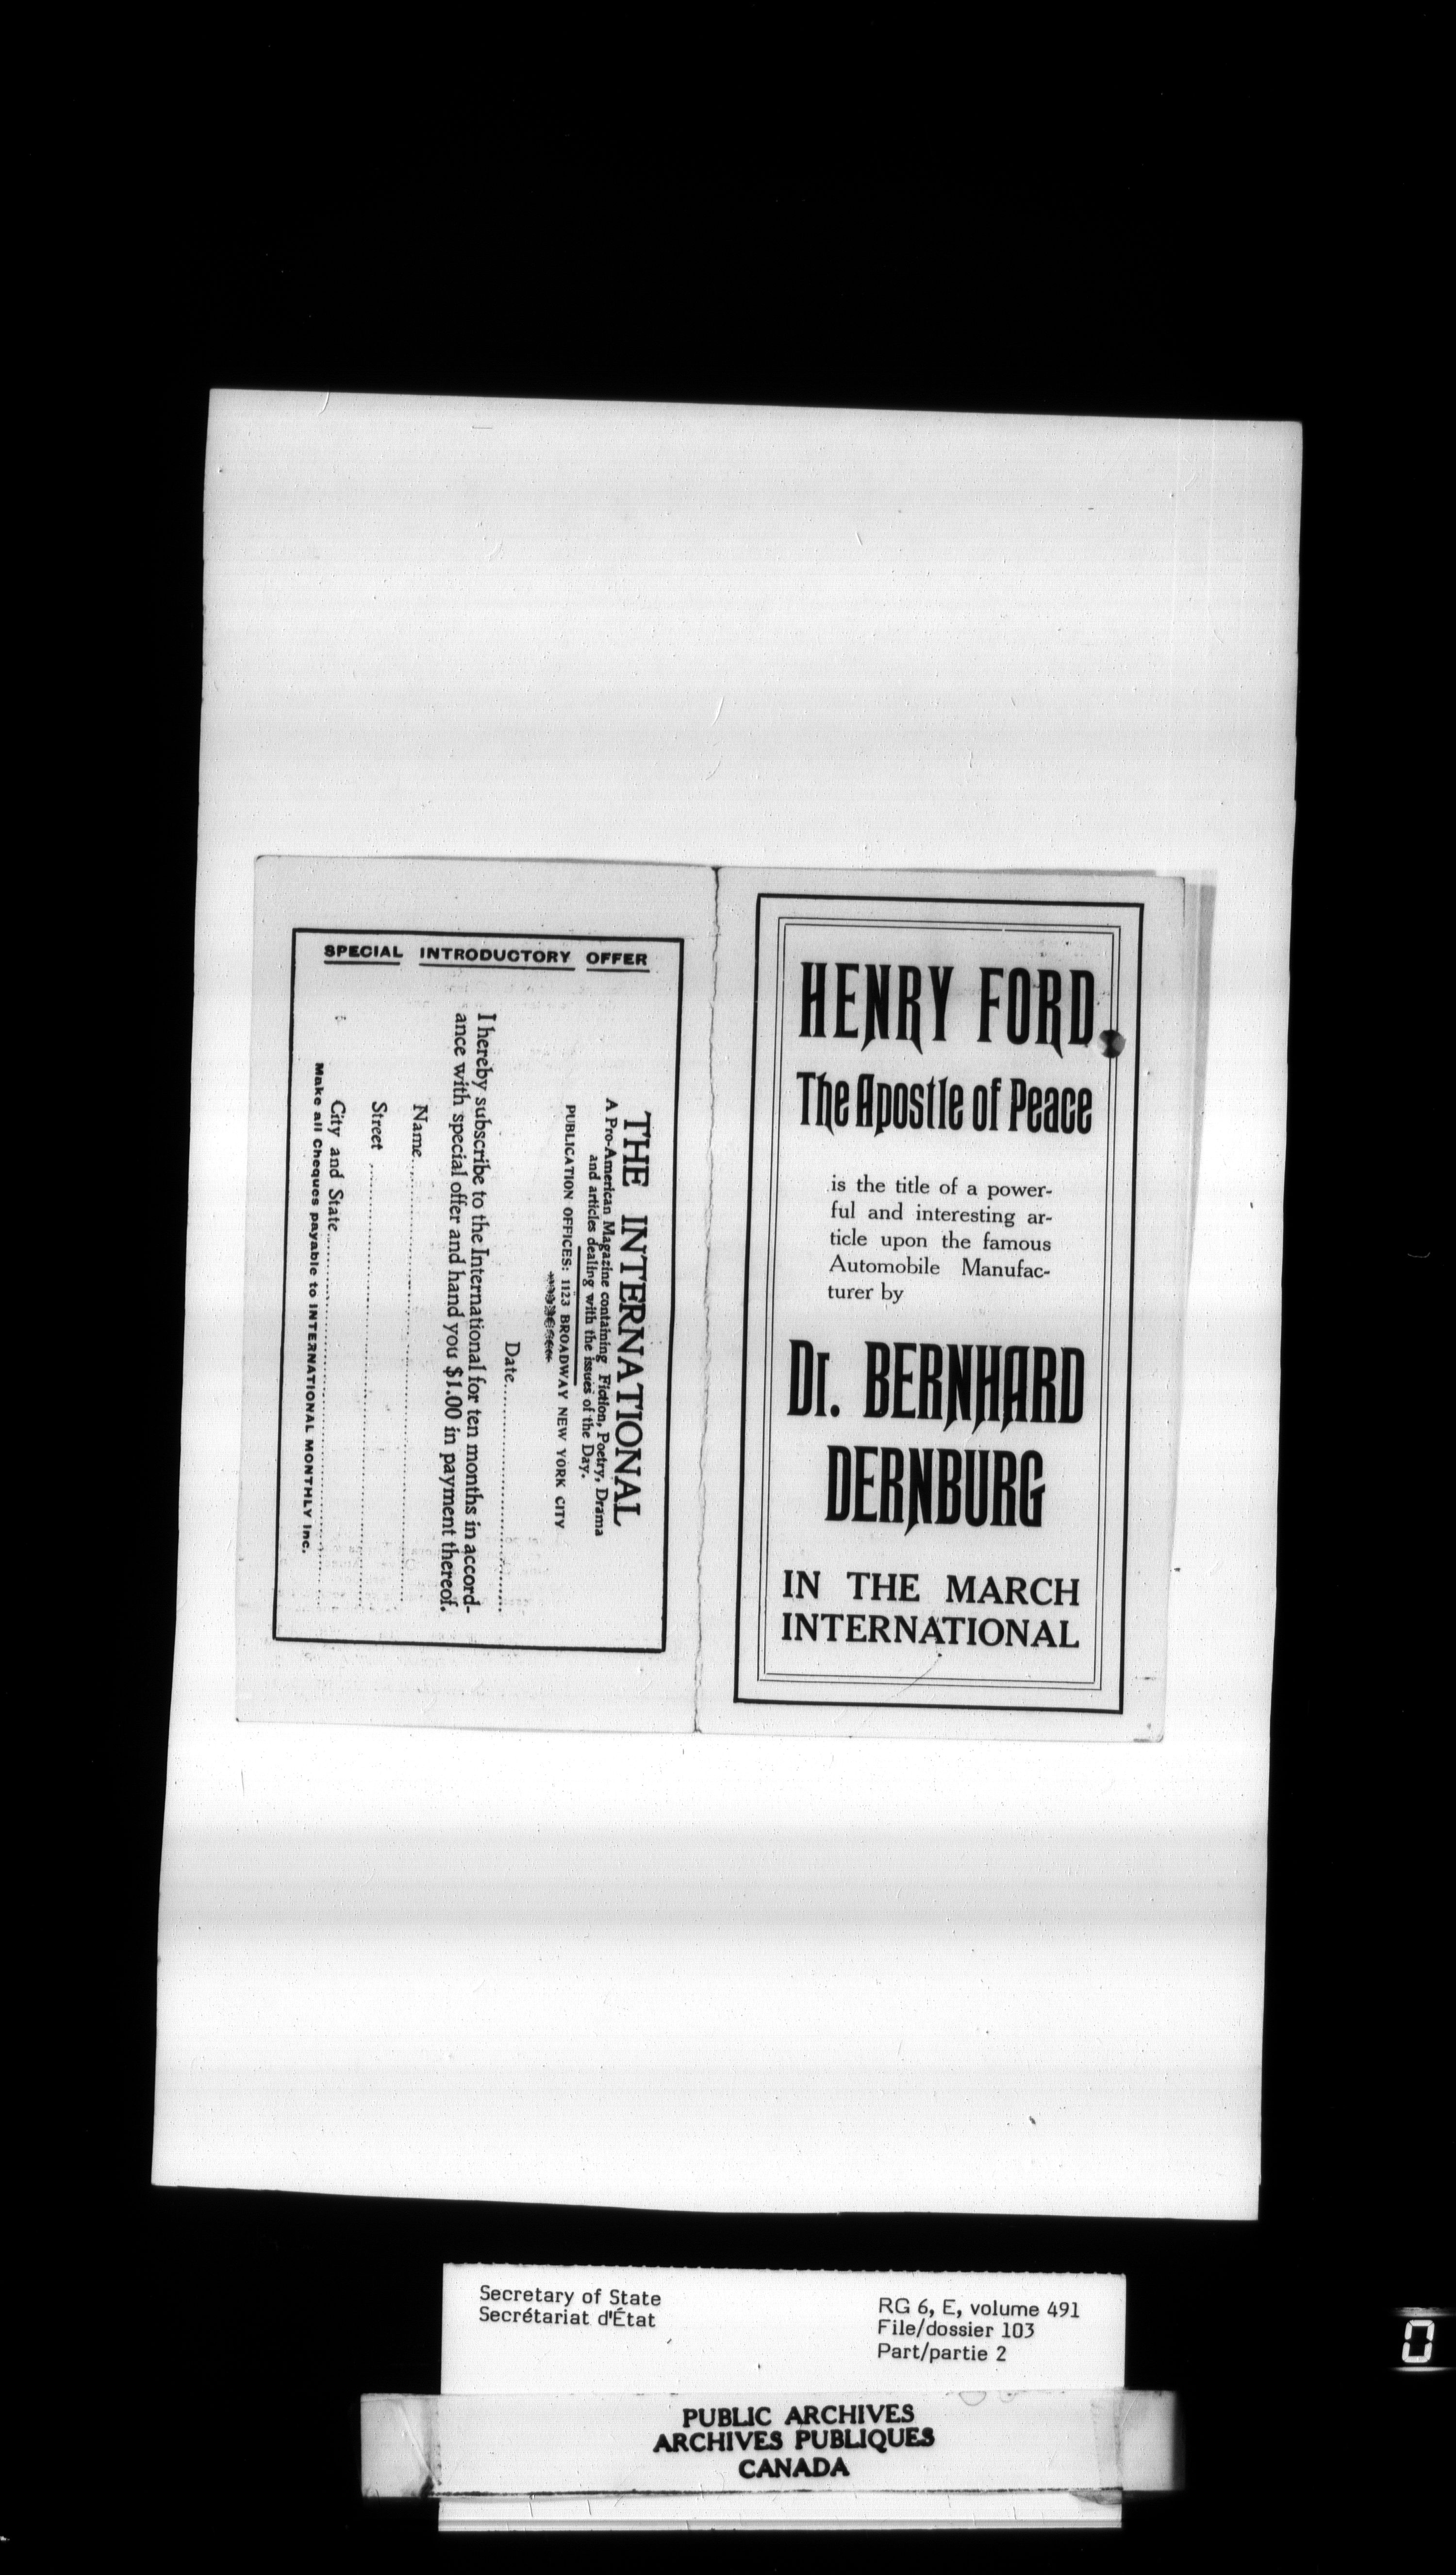 SPECIAL INTRODUCTORY OFFER
THE INTERNATIONAL
A Pro-American Magazine containing Fiction, Poetry, Drama
and articles dealing with the issues of the Day.
PUBLICATION OFFICES: 1123 BROADWAY NEW YORK CITY
Date
I hereby subscribe to the International for ten months in accord-
ance with special offer and hand you $1.00 in payment thereof.
Name
Street
City and State
Make all Cheques payable to INTERNATIONAL MONTHLY Inc.
HENRY FORD
The Apostle of Peace
is the title of a power-
ful and interesting ar-
ticle upon the famous
Automobile Manufac-
turer by
Dr. BERNHARD
DERNBURG
IN THE MARCH
INTERNATIONAL
Secretary of State
Secrétariat d'État
RG 6, E, volume 491
File/dossier 103
Part/partie 2
PUBLIC ARCHIVES
ARCHIVES PUBLIQUES
CANADA
0